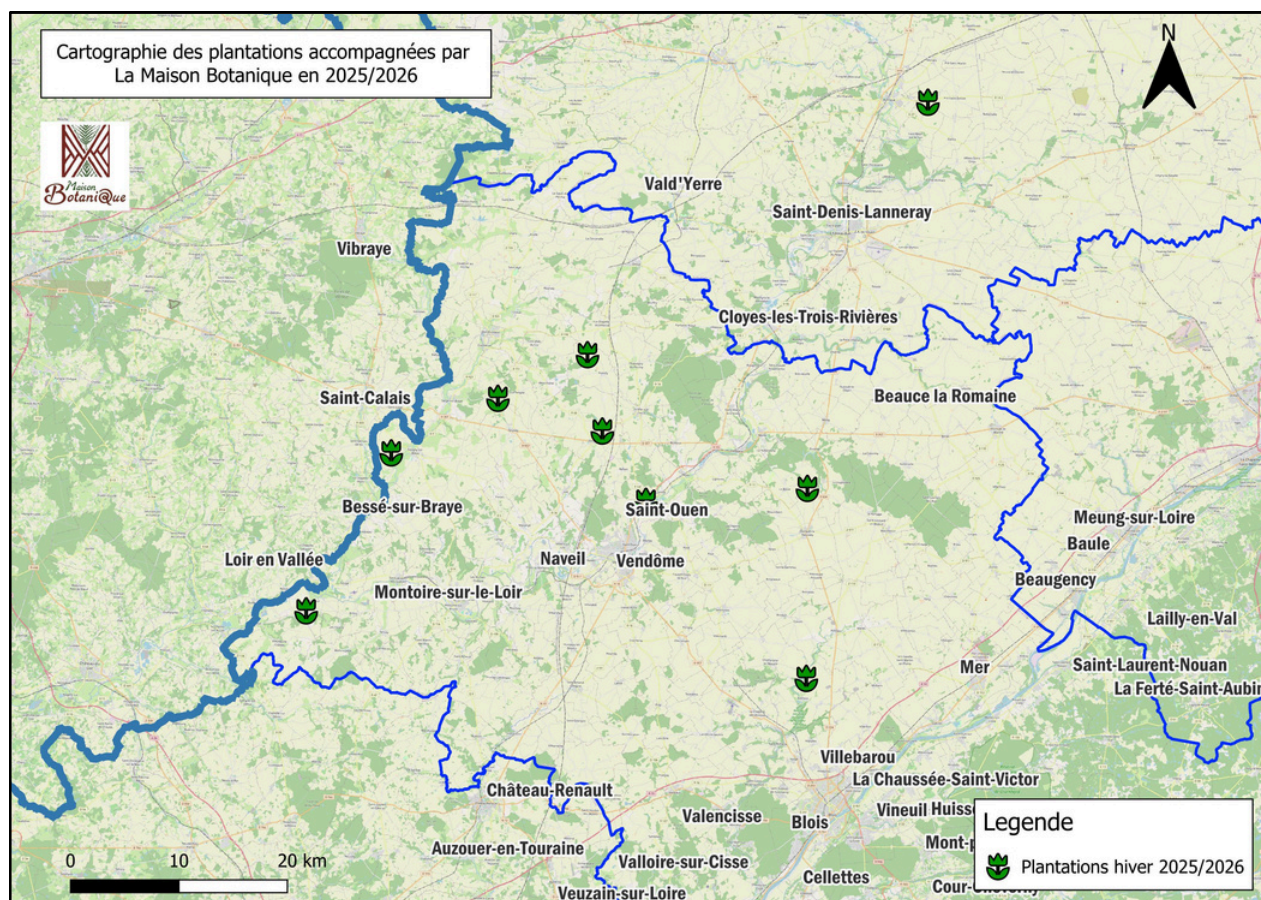 Cartographie des plantations accompagnées par
La Maison Botanique en 2025/2026
N
Maison
Botani@ue
Vald'Yerre
Saint-Denis-Lanneray
Vibraye
Cloyes-les-Trois-Rivières
Saint-Calais
Beauce la Romaine
Bessé-sur-Braye
Saint-Ouen
Meung-sur-Loire
Baule
Loir en Vallée
Naveil
Vendôme
Beaugency
Montoire-sur-le-Loir
Lailly-en-Val
Mer
Saint-Laurent-Nouan
La Ferté-Saint-Aubin
Villebarou
La Chaussée-Saint-Victor
Château-Renault
Valencisse
Blois
Vineuil
Auzouer-en-Touraine
Valloire-sur-Cisse
Cellettes
Veuzain-sur-Loire
0 10 20 km
Legende
Plantations hiver 2025/2026